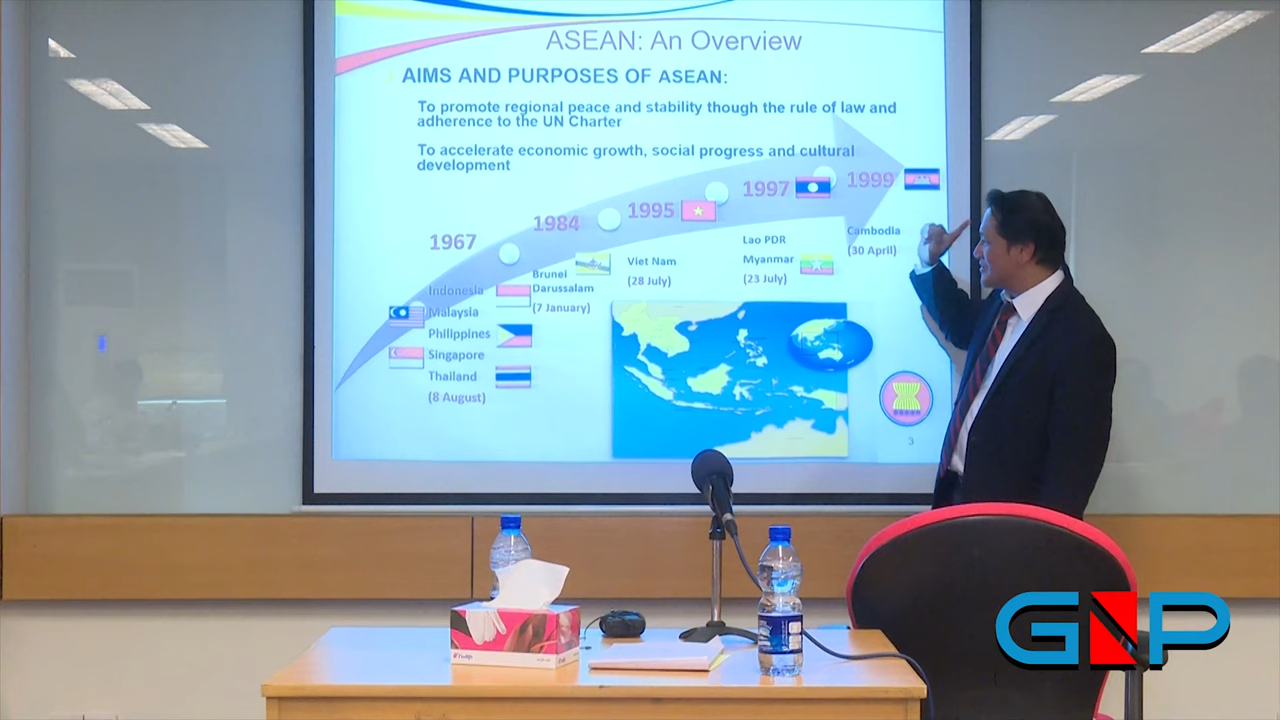 ASEAN: An Overview
AIMS AND PURPOSES OF ASEAN:
To promote regional peace and stability though the rule of law and
adherence to the UN Charter
To accelerate economic growth, social progress and cultural
development
1967
1984
1995
1997
1999
Indonesia
Malaysia
Philippines
Singapore
Thailand
(8 August)
Brunei
Darussalam
(7 January)
Viet Nam
(28 July)
Lao PDR
Myanmar
(23 July)
Cambodia
(30 April)
3
GNP